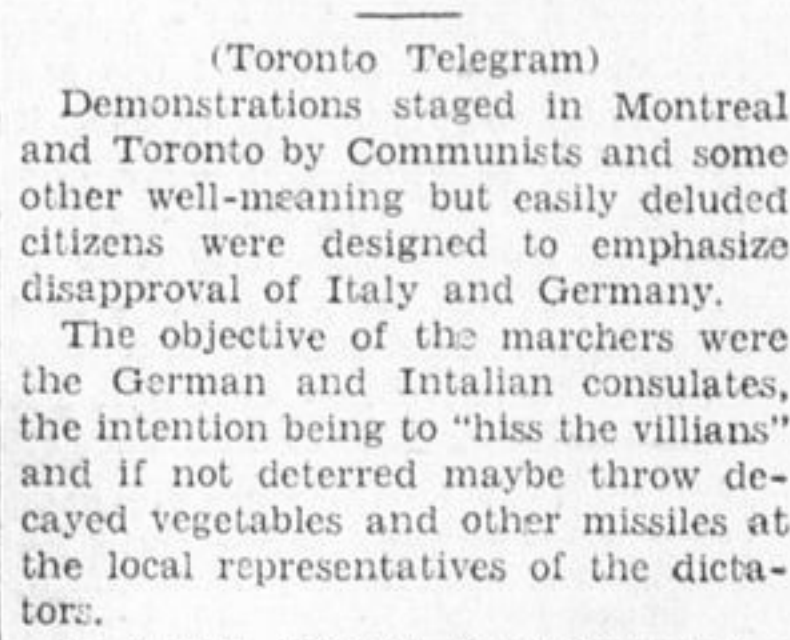 (Toronto Telegram)
Demonstrations staged in Montreal
and Toronto by Communists and some
other well-meaning but easily deluded
citizens were designed to emphasize
disapproval of Italy and Germany.
The objective of the marchers were
the German and Intalian consulates,
the intention being to "hiss the villians"
and if not deterred maybe throw de-
cayed vegetables and other missiles at
the local representatives of the dicta-
tors.